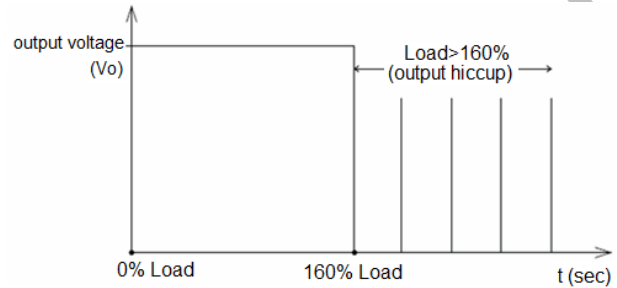 output voltage
(Vo)
Load>160%
(output hiccup)
0% Load
160% Load
t (sec)